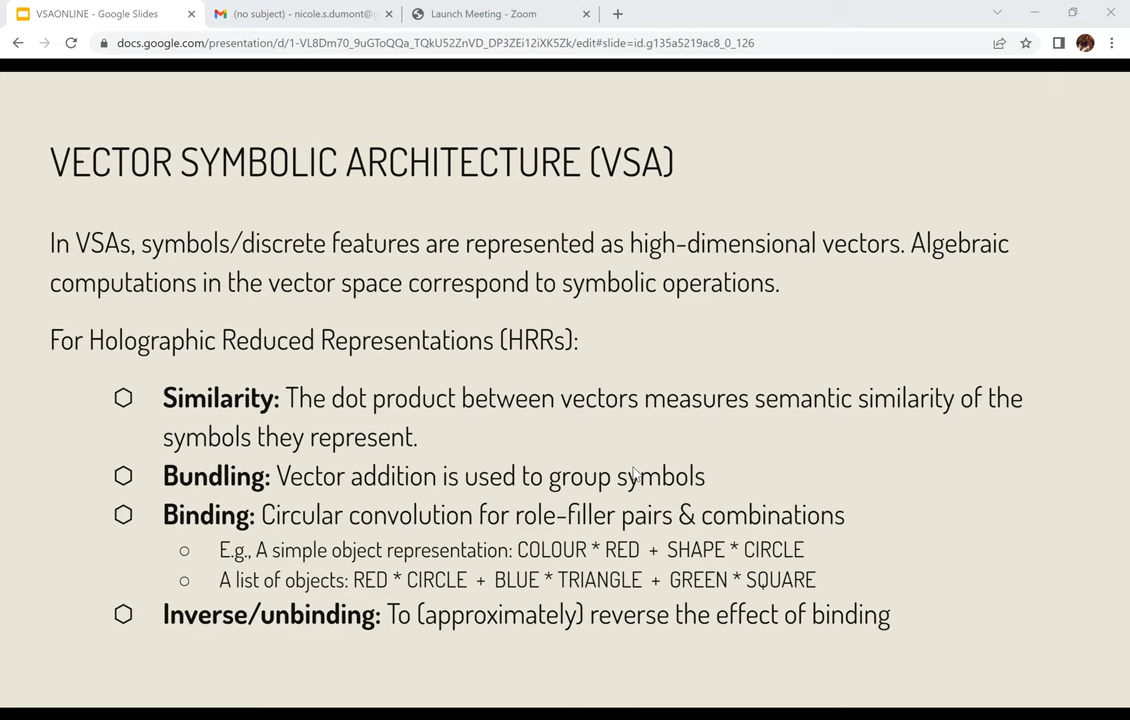 VSAONLINE - Google Slides
(no subject) - nicole.s.dumont@g
Launch Meeting - Zoom
docs.google.com/presentation/d/1-VL8Dm70_9uGToQQa_TQkU52ZnVD_DP3ZEi12iXK5Zk/edit#slide=id.g135a5219ac8_0_126
VECTOR SYMBOLIC ARCHITECTURE (VSA)
In VSAs, symbols/discrete features are represented as high-dimensional vectors. Algebraic
computations in the vector space correspond to symbolic operations.
For Holographic Reduced Representations (HRRs):
Similarity: The dot product between vectors measures semantic similarity of the
symbols they represent.
Bundling: Vector addition is used to group symbols
Binding: Circular convolution for role-filler pairs & combinations
E.g., A simple object representation: COLOUR * RED + SHAPE * CIRCLE
A list of objects: RED * CIRCLE + BLUE * TRIANGLE + GREEN * SQUARE
Inverse/unbinding: To (approximately) reverse the effect of binding